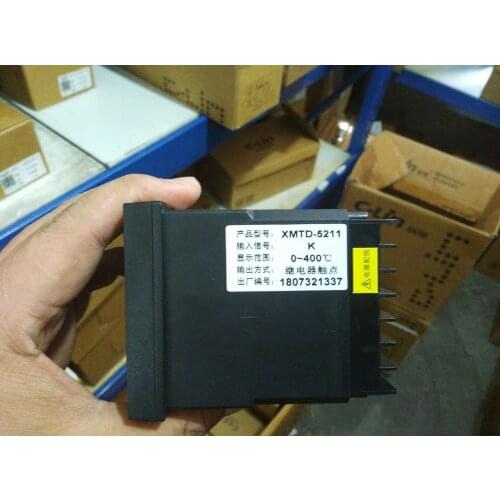 产品型号: XMTD-5211
输入信号: K
显示范围: 0~400℃
输出方式: 继电器触点
出厂编号: 1807321337